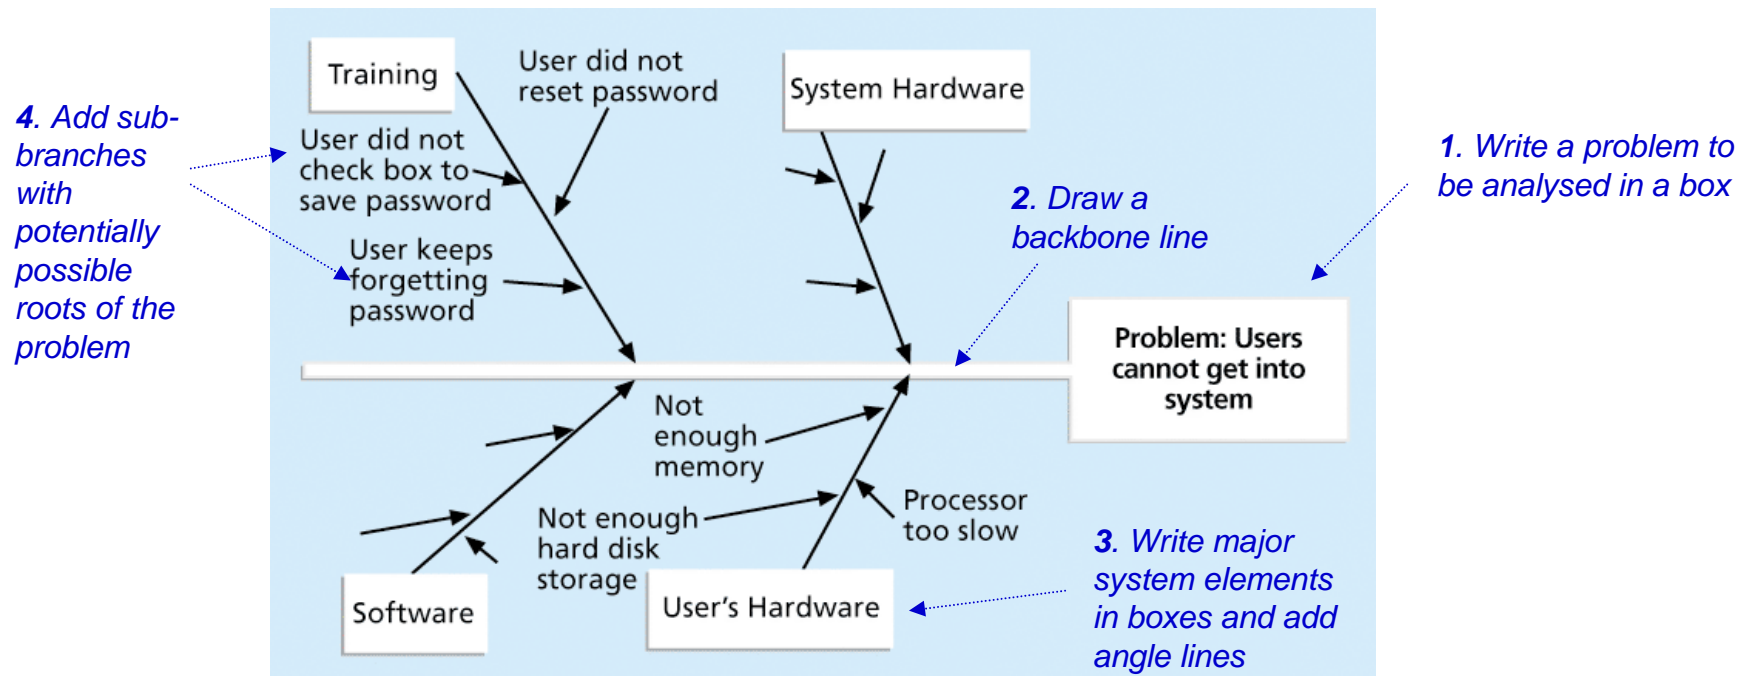 Training
User did not
reset password
System Hardware
4. Add sub-
branches
with
potentially
possible
roots of the
problem
User did not
check box to
save password
1. Write a problem to
be analysed in a box
2. Draw a
backbone line
User keeps
forgetting
password
Problem: Users
cannot get into
system
Not
enough
memory
Processor
too slow
Not enough
hard disk
storage
3. Write major
system elements
in boxes and add
angle lines
Software
User’s Hardware